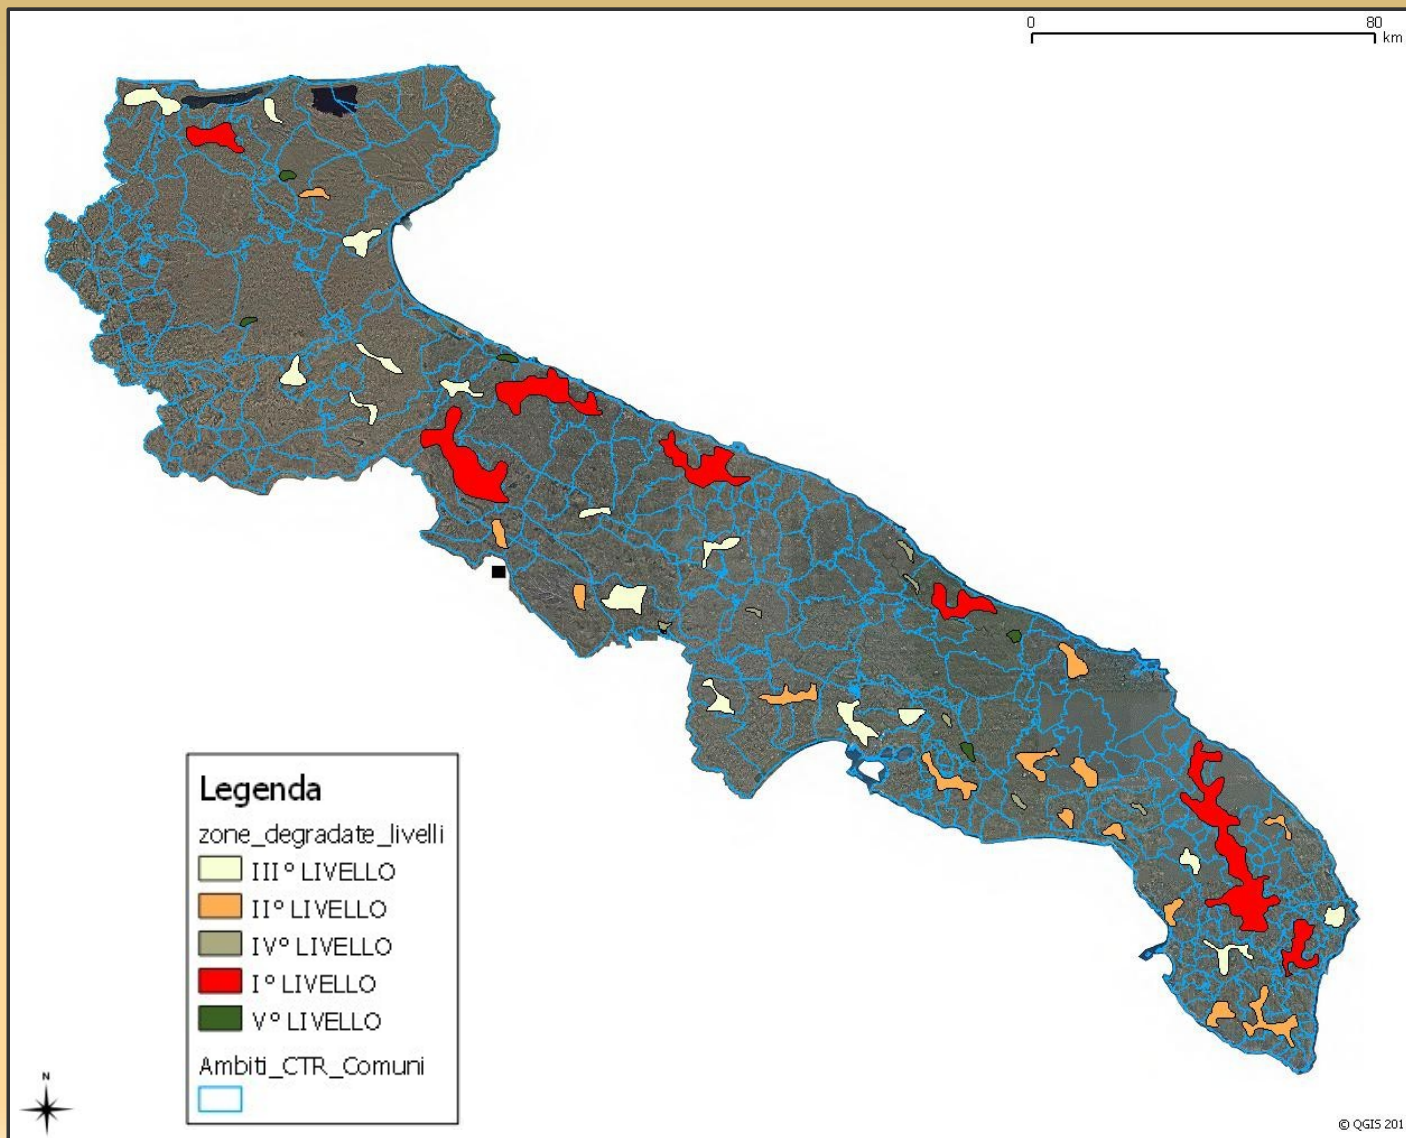 0 80
km
Legenda
zone_degradate_livelli
III° LIVELLO
II° LIVELLO
IV° LIVELLO
I° LIVELLO
V° LIVELLO
Ambiti_CTR_Comuni
N
© QGIS 201